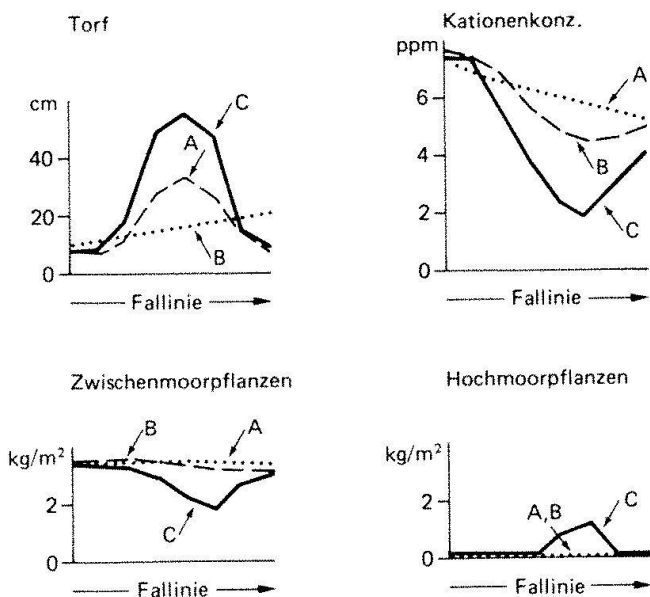 Torf
cm
40
20
0
C
A
B
Fallinie
Kationenkonz.
ppm
6
4
2
0
A
B
C
Fallinie
Zwischenmoorpflanzen
kg/m²
2
0
B
A
C
Fallinie
Hochmoorpflanzen
kg/m²
2
0
A,B
C
Fallinie